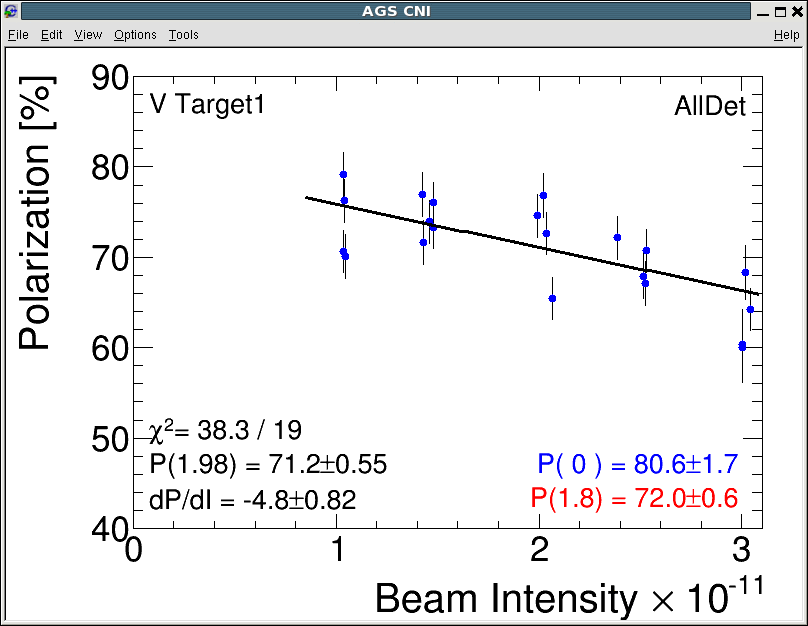 AGS CNI
File Edit View Options Tools Help
Polarization [%]
90
80
70
60
50
40
V Target1
AllDet
χ²= 38.3 / 19
P(1.98) = 71.2±0.55
dP/dI = -4.8±0.82
P( 0 ) = 80.6±1.7
P(1.8) = 72.0±0.6
0 1 2 3
Beam Intensity × 10⁻¹¹